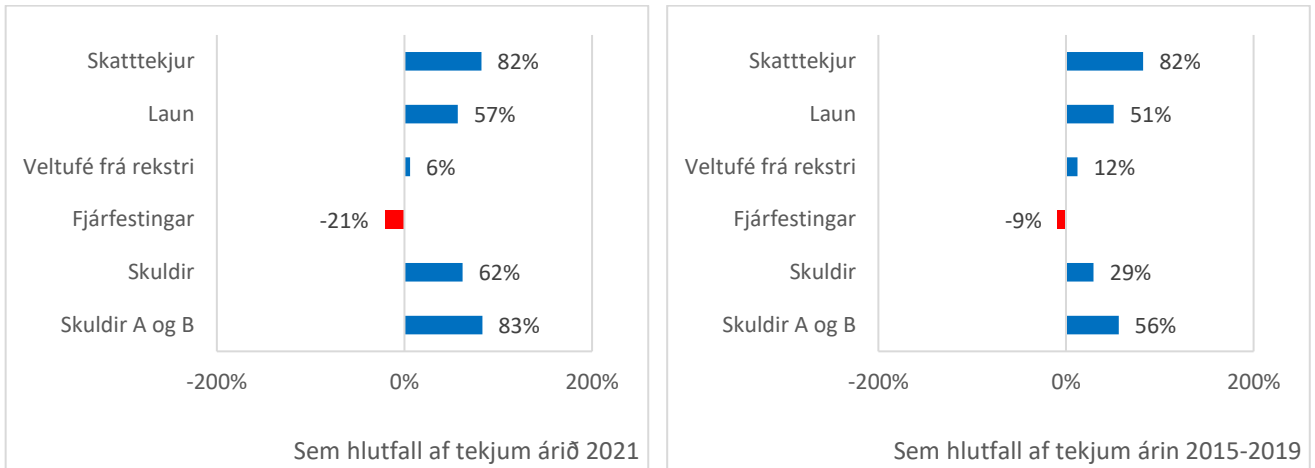 Skatttekjur 82%
Laun 57%
Veltufé frá rekstri 6%
Fjárfestingar -21%
Skuldir 62%
Skuldir A og B 83%
-200% 0% 200%
Sem hlutfall af tekjum árið 2021
Skatttekjur 82%
Laun 51%
Veltufé frá rekstri 12%
Fjárfestingar -9%
Skuldir 29%
Skuldir A og B 56%
-200% 0% 200%
Sem hlutfall af tekjum árin 2015-2019